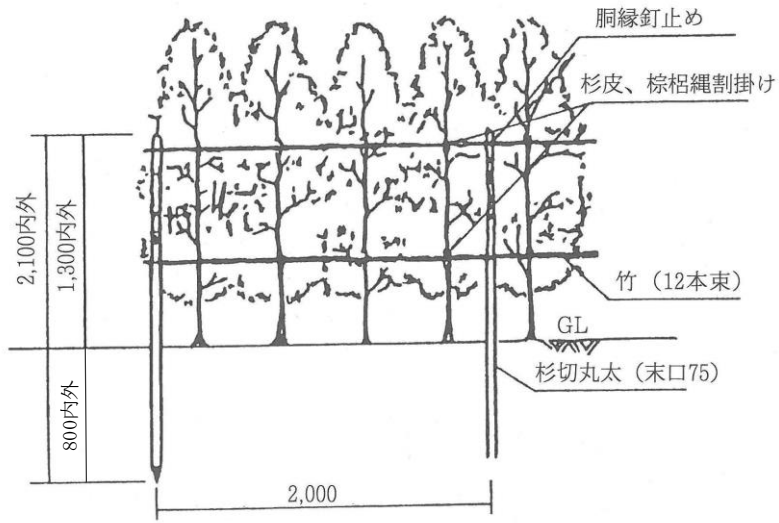 胴縁釘止め
杉皮、棕梠縄割掛け
2,100内外
1,300内外
竹（12本束）
GL
杉切丸太（末口75）
800内外
2,000